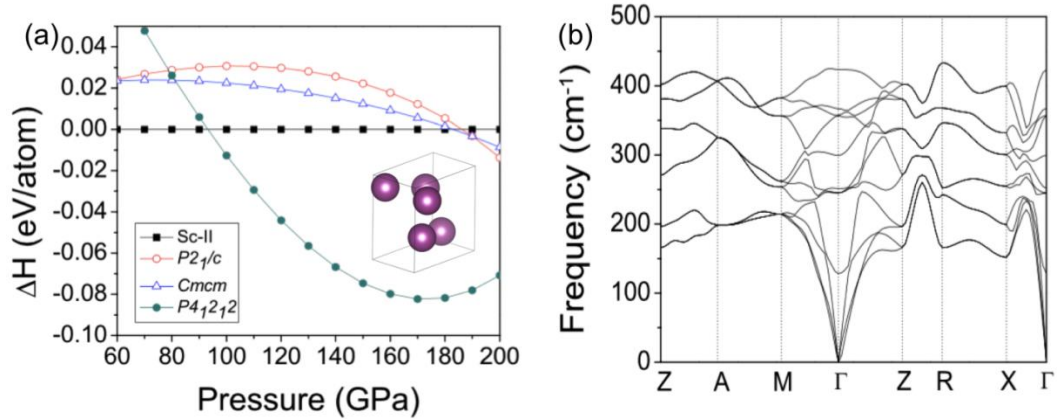 (a)
0.04
0.02
0.00
-0.02
-0.04
-0.06
-0.08
-0.10
ΔH (eV/atom)
Sc-II
P2₁/c
Cmcm
P4₁2₁2
60 80 100 120 140 160 180 200
Pressure (GPa)
(b)
500
400
300
200
100
0
Frequency (cm⁻¹)
Z A M Γ Z R X Γ